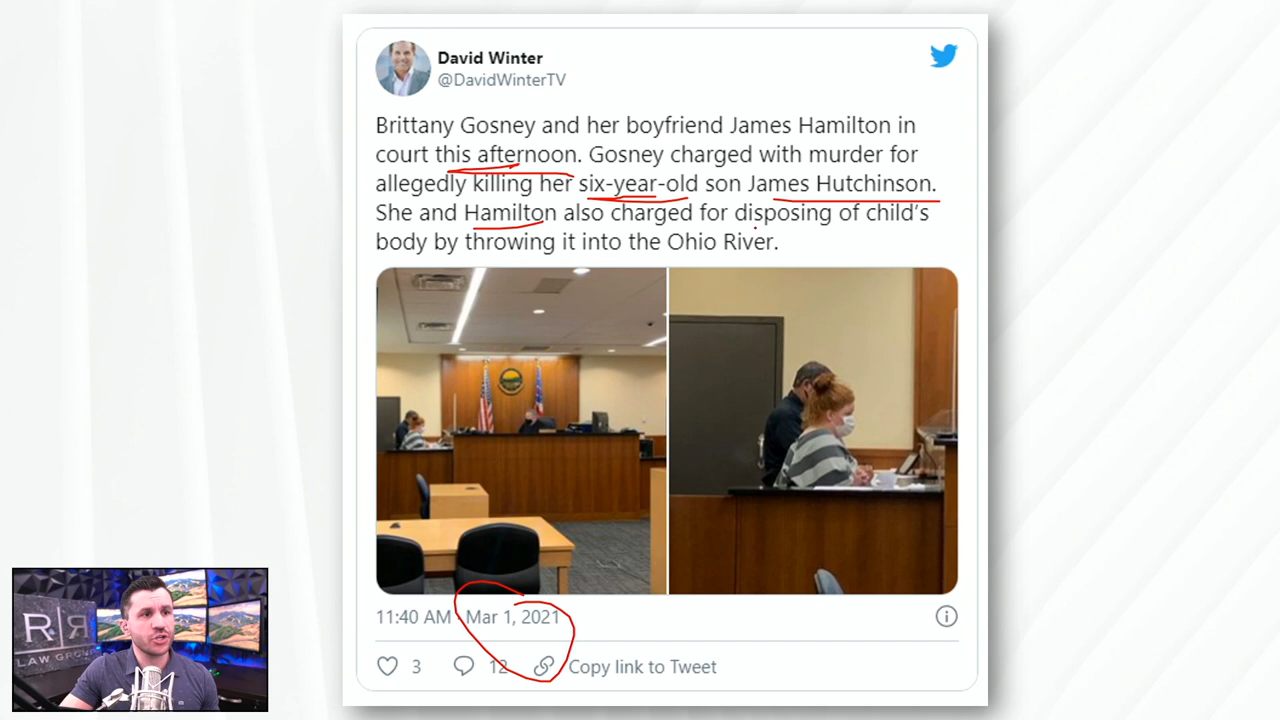 David Winter
@DavidWinterTV
Brittany Gosney and her boyfriend James Hamilton in
court this afternoon. Gosney charged with murder for
allegedly killing her six-year-old son James Hutchinson.
She and Hamilton also charged for disposing of child's
body by throwing it into the Ohio River.
11:40 AM · Mar 1, 2021
3
12
Copy link to Tweet
R|R
LAW GROUP